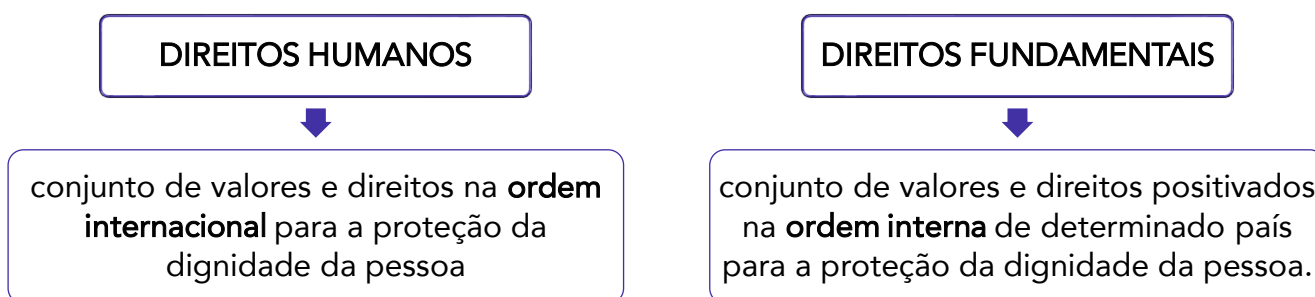 DIREITOS HUMANOS
conjunto de valores e direitos na ordem
internacional para a proteção da
dignidade da pessoa
DIREITOS FUNDAMENTAIS
conjunto de valores e direitos positivados
na ordem interna de determinado país
para a proteção da dignidade da pessoa.